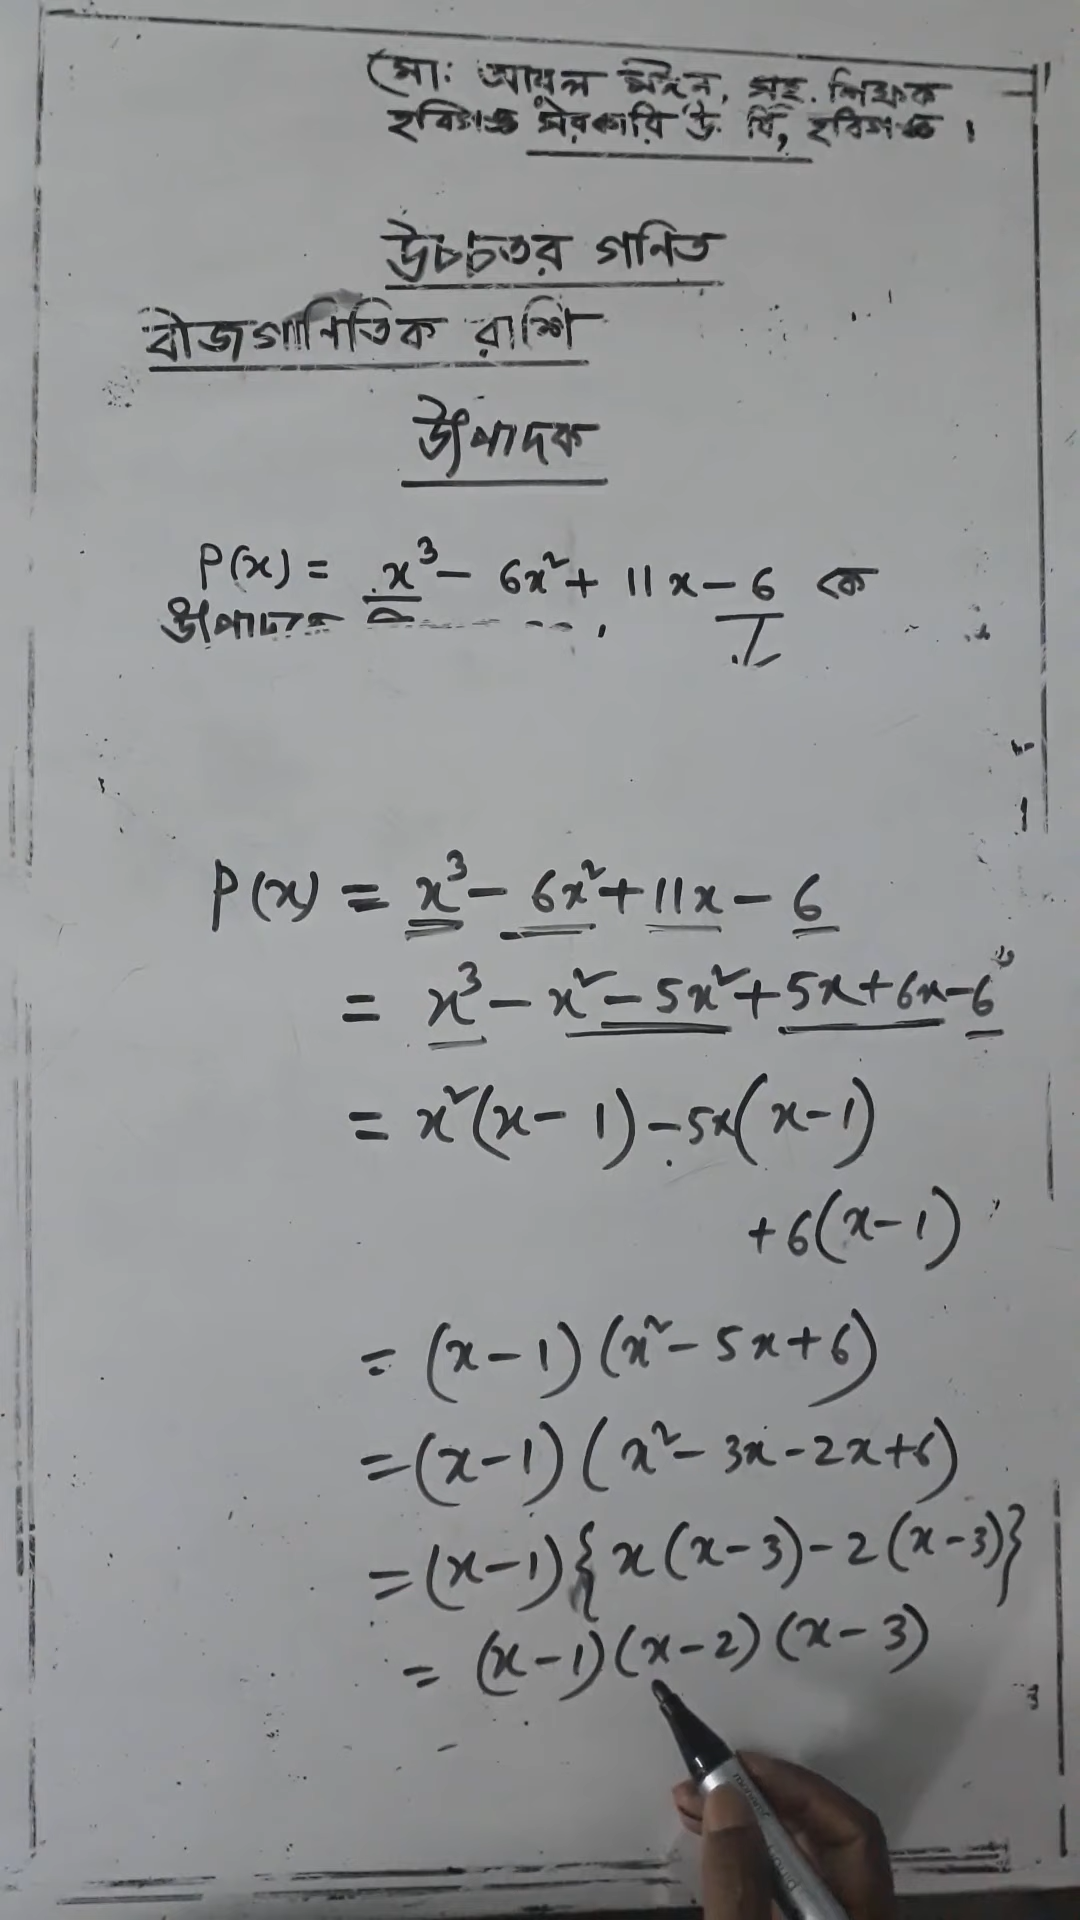 মো: আবুল মঈন, সহ. শিক্ষক
হবিগঞ্জ সরকারি উ. বি, হবিগঞ্জ ।
উচ্চতর গনিত
বীজগাণিতিক রাশি
উৎপাদক
P(x) = x³ - 6x² + 11x - 6 কে
P(x) = x³ - 6x² + 11x - 6
= x³ - x² - 5x² + 5x + 6x - 6
= x²(x - 1) - 5x(x - 1)
+ 6(x - 1)
= (x - 1)(x² - 5x + 6)
= (x - 1)(x² - 3x - 2x + 6)
= (x - 1){x(x - 3) - 2(x - 3)}
= (x - 1)(x - 2)(x - 3)